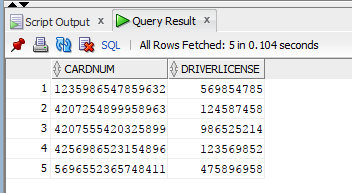 Script Output x Query Result x
SQL | All Rows Fetched: 5 in 0.104 seconds
CARDNUM DRIVERLICENSE
1 1235986547859632 569854785
2 4207254899958963 124587458
3 4207555420325899 986525214
4 4256986523154896 123569852
5 5696552365748411 475896958